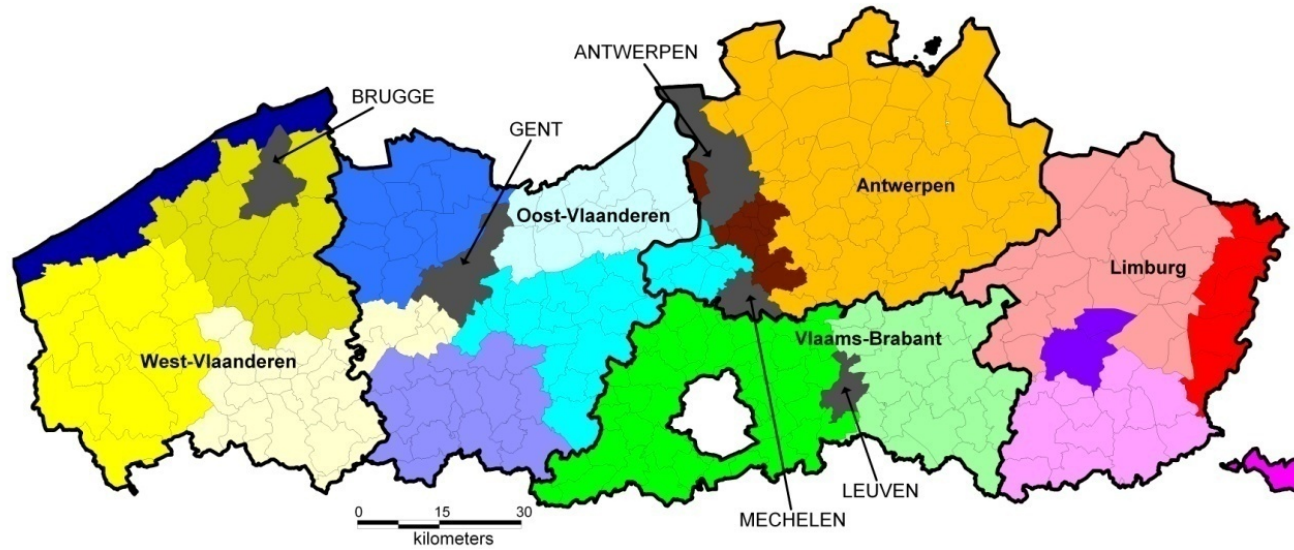 ANTWERPEN
BRUGGE
GENT
Antwerpen
Oost-Vlaanderen
Limburg
Vlaams-Brabant
West-Vlaanderen
LEUVEN
MECHELEN
0 15 30
kilometers